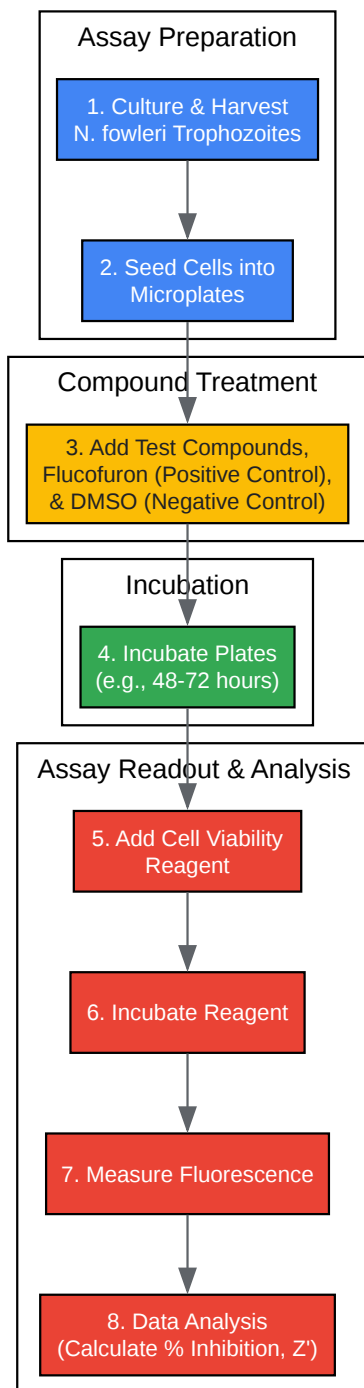 Assay Preparation
1. Culture & Harvest
N. fowleri Trophozoites
2. Seed Cells into
Microplates
Compound Treatment
3. Add Test Compounds,
Flucofuron (Positive Control),
& DMSO (Negative Control)
Incubation
4. Incubate Plates
(e.g., 48-72 hours)
Assay Readout & Analysis
5. Add Cell Viability
Reagent
6. Incubate Reagent
7. Measure Fluorescence
8. Data Analysis
(Calculate % Inhibition, Z')